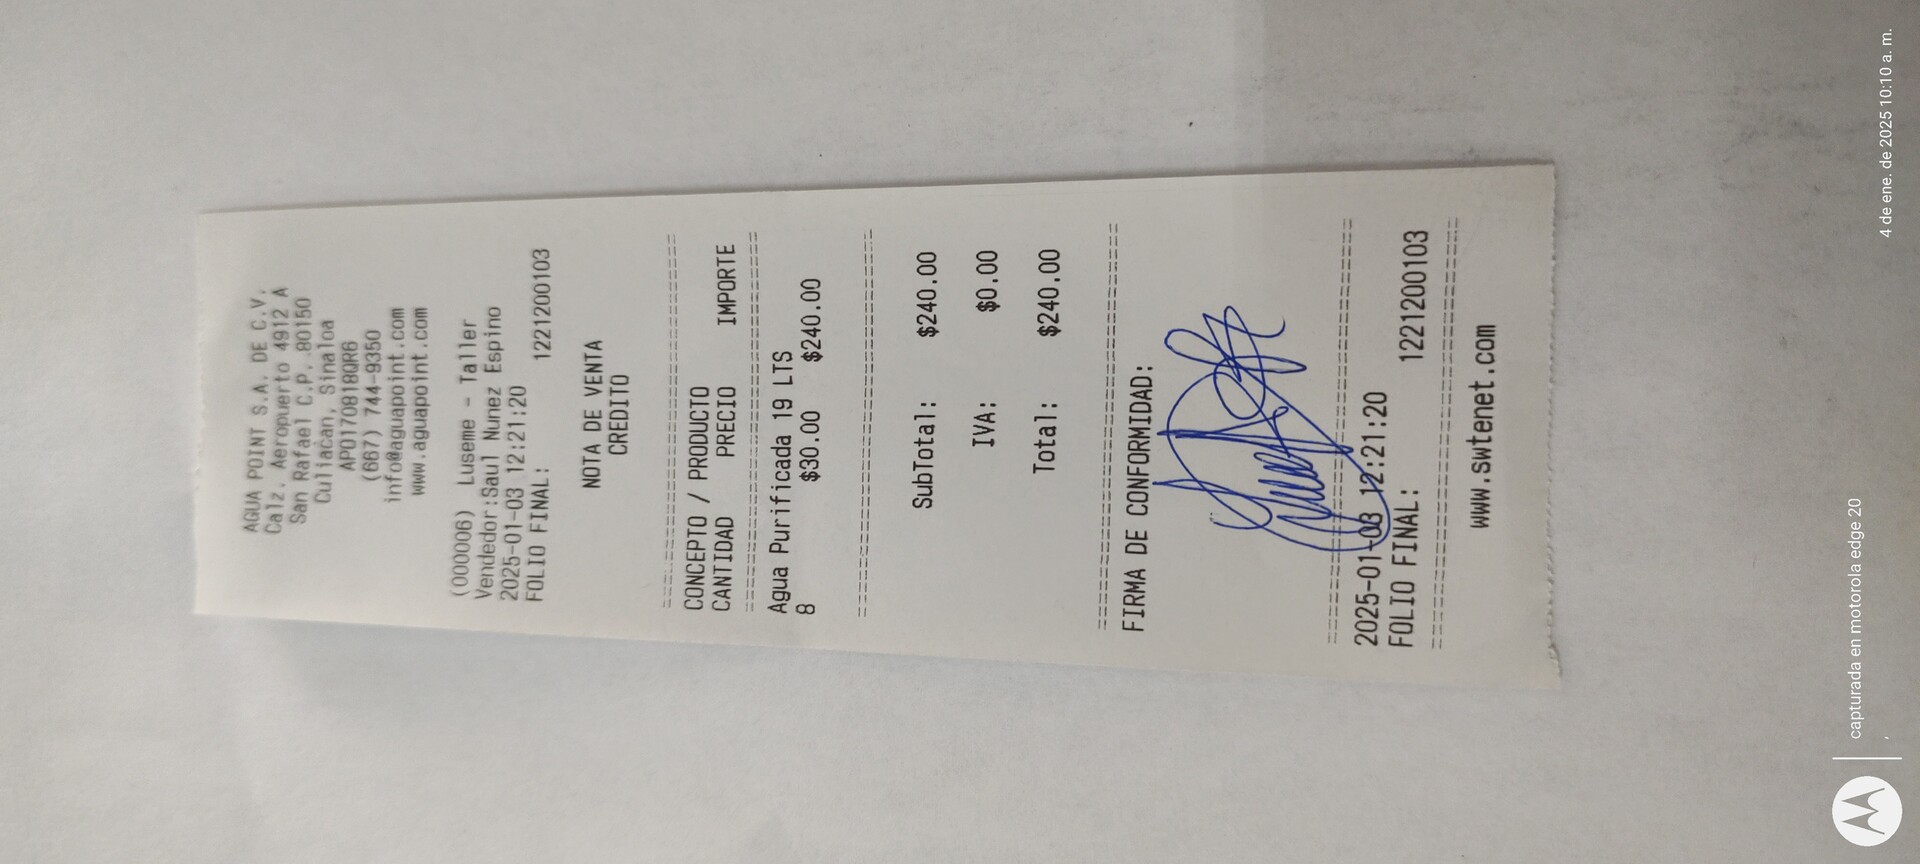 AGUA POINT S.A. DE C.V.
Calz. Aeropuerto 4912 A
San Rafael C.P. 80150
Culiacan, Sinaloa
APO170818QR6
(667) 744-9350
info@aguapoint.com
www.aguapoint.com
(000006) Luseme - Taller
Vendedor:Saul Nunez Espino
2025-01-03 12:21:20
FOLIO FINAL: 1221200103
NOTA DE VENTA
CREDITO
CONCEPTO / PRODUCTO
CANTIDAD PRECIO IMPORTE
Agua Purificada 19 LTS
8 $30.00 $240.00
SubTotal: $240.00
IVA: $0.00
Total: $240.00
FIRMA DE CONFORMIDAD:
2025-01-03 12:21:20
FOLIO FINAL: 1221200103
www.swtenet.com
capturada en motorola edge 20
4 de ene. de 2025 10:10 a. m.